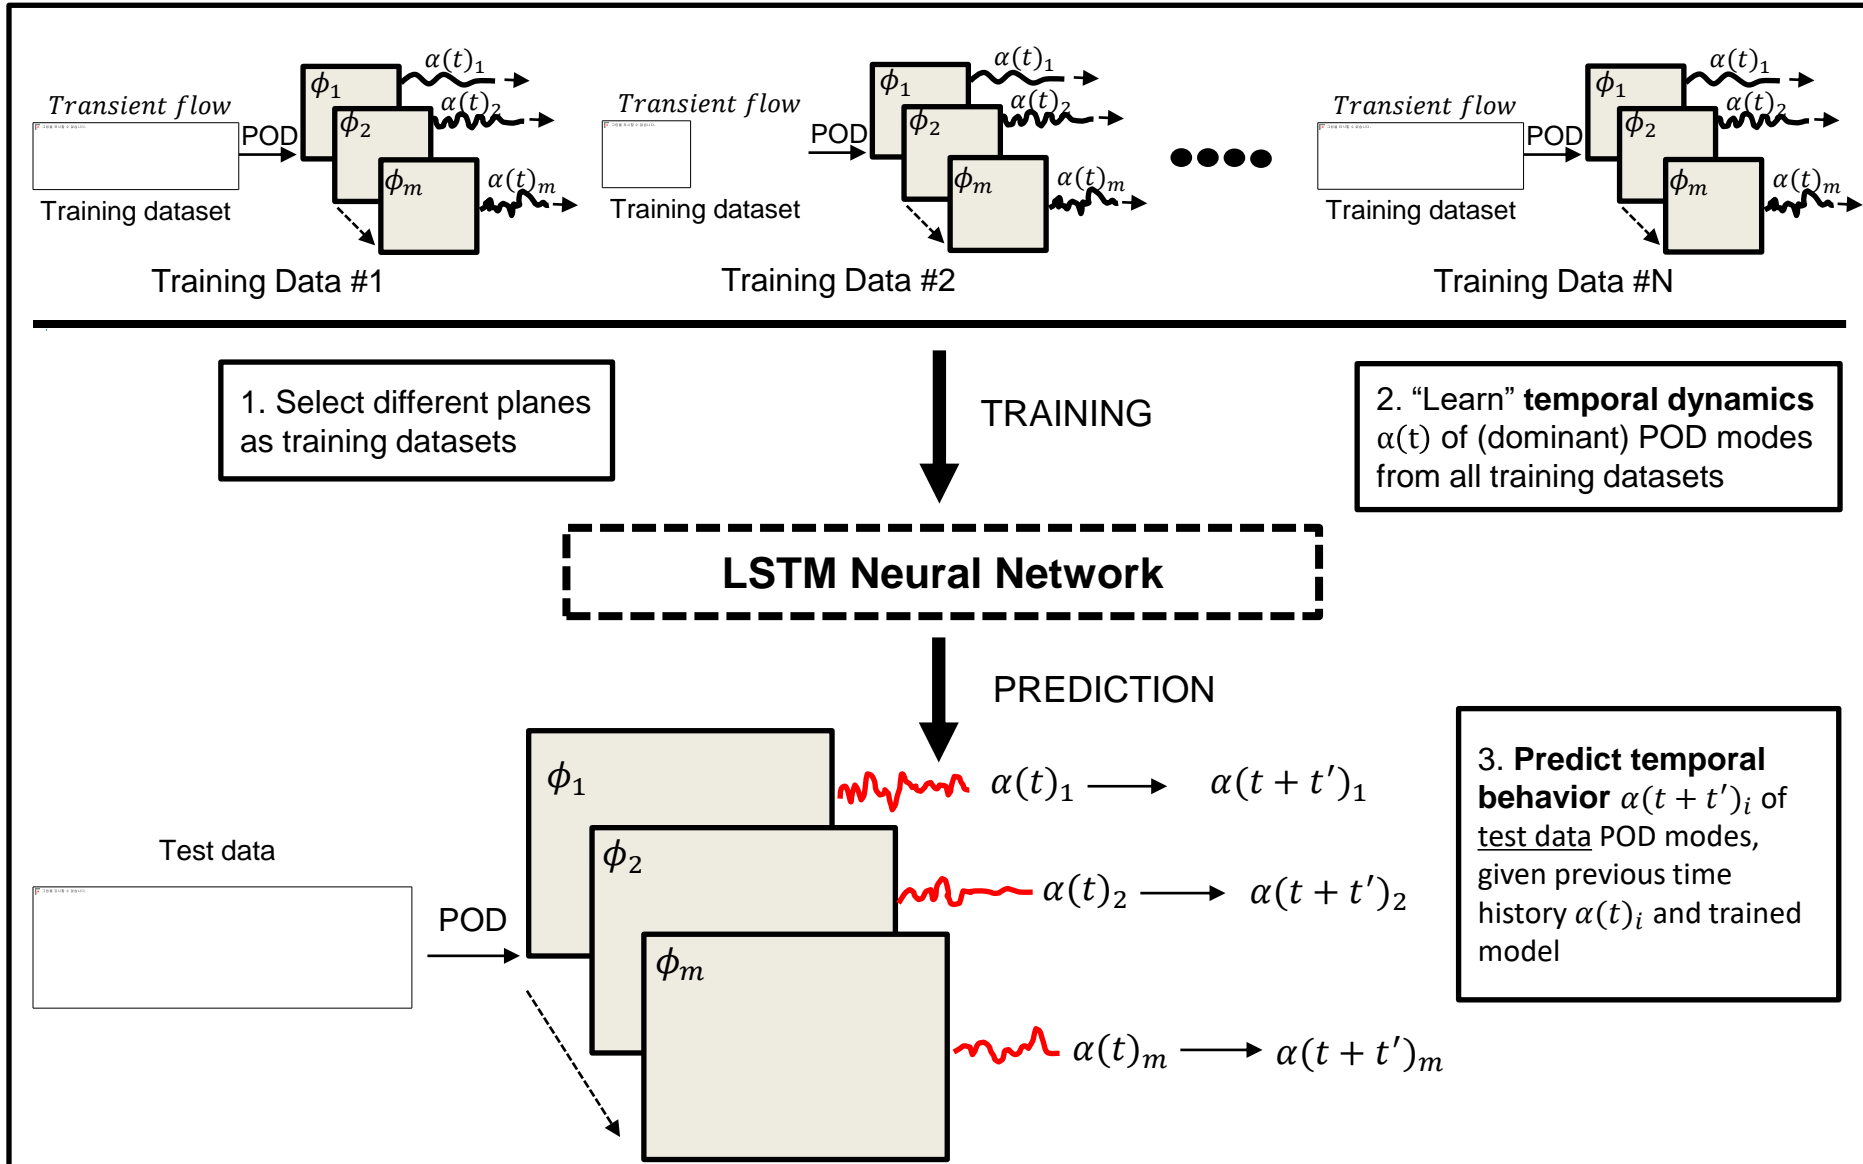 Transient flow
POD
ϕ₁
ϕ₂
ϕₘ
α(t)₁
α(t)₂
α(t)ₘ
Training dataset
Training Data #1
Transient flow
POD
ϕ₁
ϕ₂
ϕₘ
α(t)₁
α(t)₂
α(t)ₘ
Training dataset
Training Data #2
Transient flow
POD
ϕ₁
ϕ₂
ϕₘ
α(t)₁
α(t)₂
α(t)ₘ
Training dataset
Training Data #N
1. Select different planes
as training datasets
TRAINING
2. “Learn” temporal dynamics
α(t) of (dominant) POD modes
from all training datasets
LSTM Neural Network
PREDICTION
Test data
POD
ϕ₁
ϕ₂
ϕₘ
α(t)₁
α(t + t′)₁
α(t)₂
α(t + t′)₂
α(t)ₘ
α(t + t′)ₘ
3. Predict temporal
behavior α(t + t′)ᵢ of
test data POD modes,
given previous time
history α(t)ᵢ and trained
model